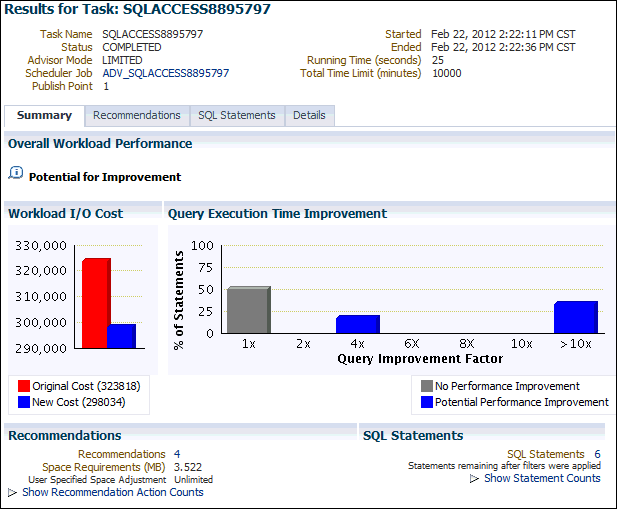 Results for Task: SQLACCESS8895797
Task Name SQLACCESS8895797 Started Feb 22, 2012 2:22:11 PM CST
Status COMPLETED Ended Feb 22, 2012 2:22:36 PM CST
Advisor Mode LIMITED Running Time (seconds) 25
Scheduler Job ADV_SQLACCESS8895797 Total Time Limit (minutes) 10000
Publish Point 1
Summary Recommendations SQL Statements Details
Overall Workload Performance
Potential for Improvement
Workload I/O Cost
330,000
320,000
310,000
300,000
290,000
Original Cost (323818)
New Cost (298034)
Query Execution Time Improvement
% of Statements
100
75
50
25
0
1x 2x 4x 6X 8X 10x >10x
Query Improvement Factor
No Performance Improvement
Potential Performance Improvement
Recommendations
Recommendations 4
Space Requirements (MB) 3.522
User Specified Space Adjustment Unlimited
Show Recommendation Action Counts
SQL Statements
SQL Statements 6
Statements remaining after filters were applied
Show Statement Counts